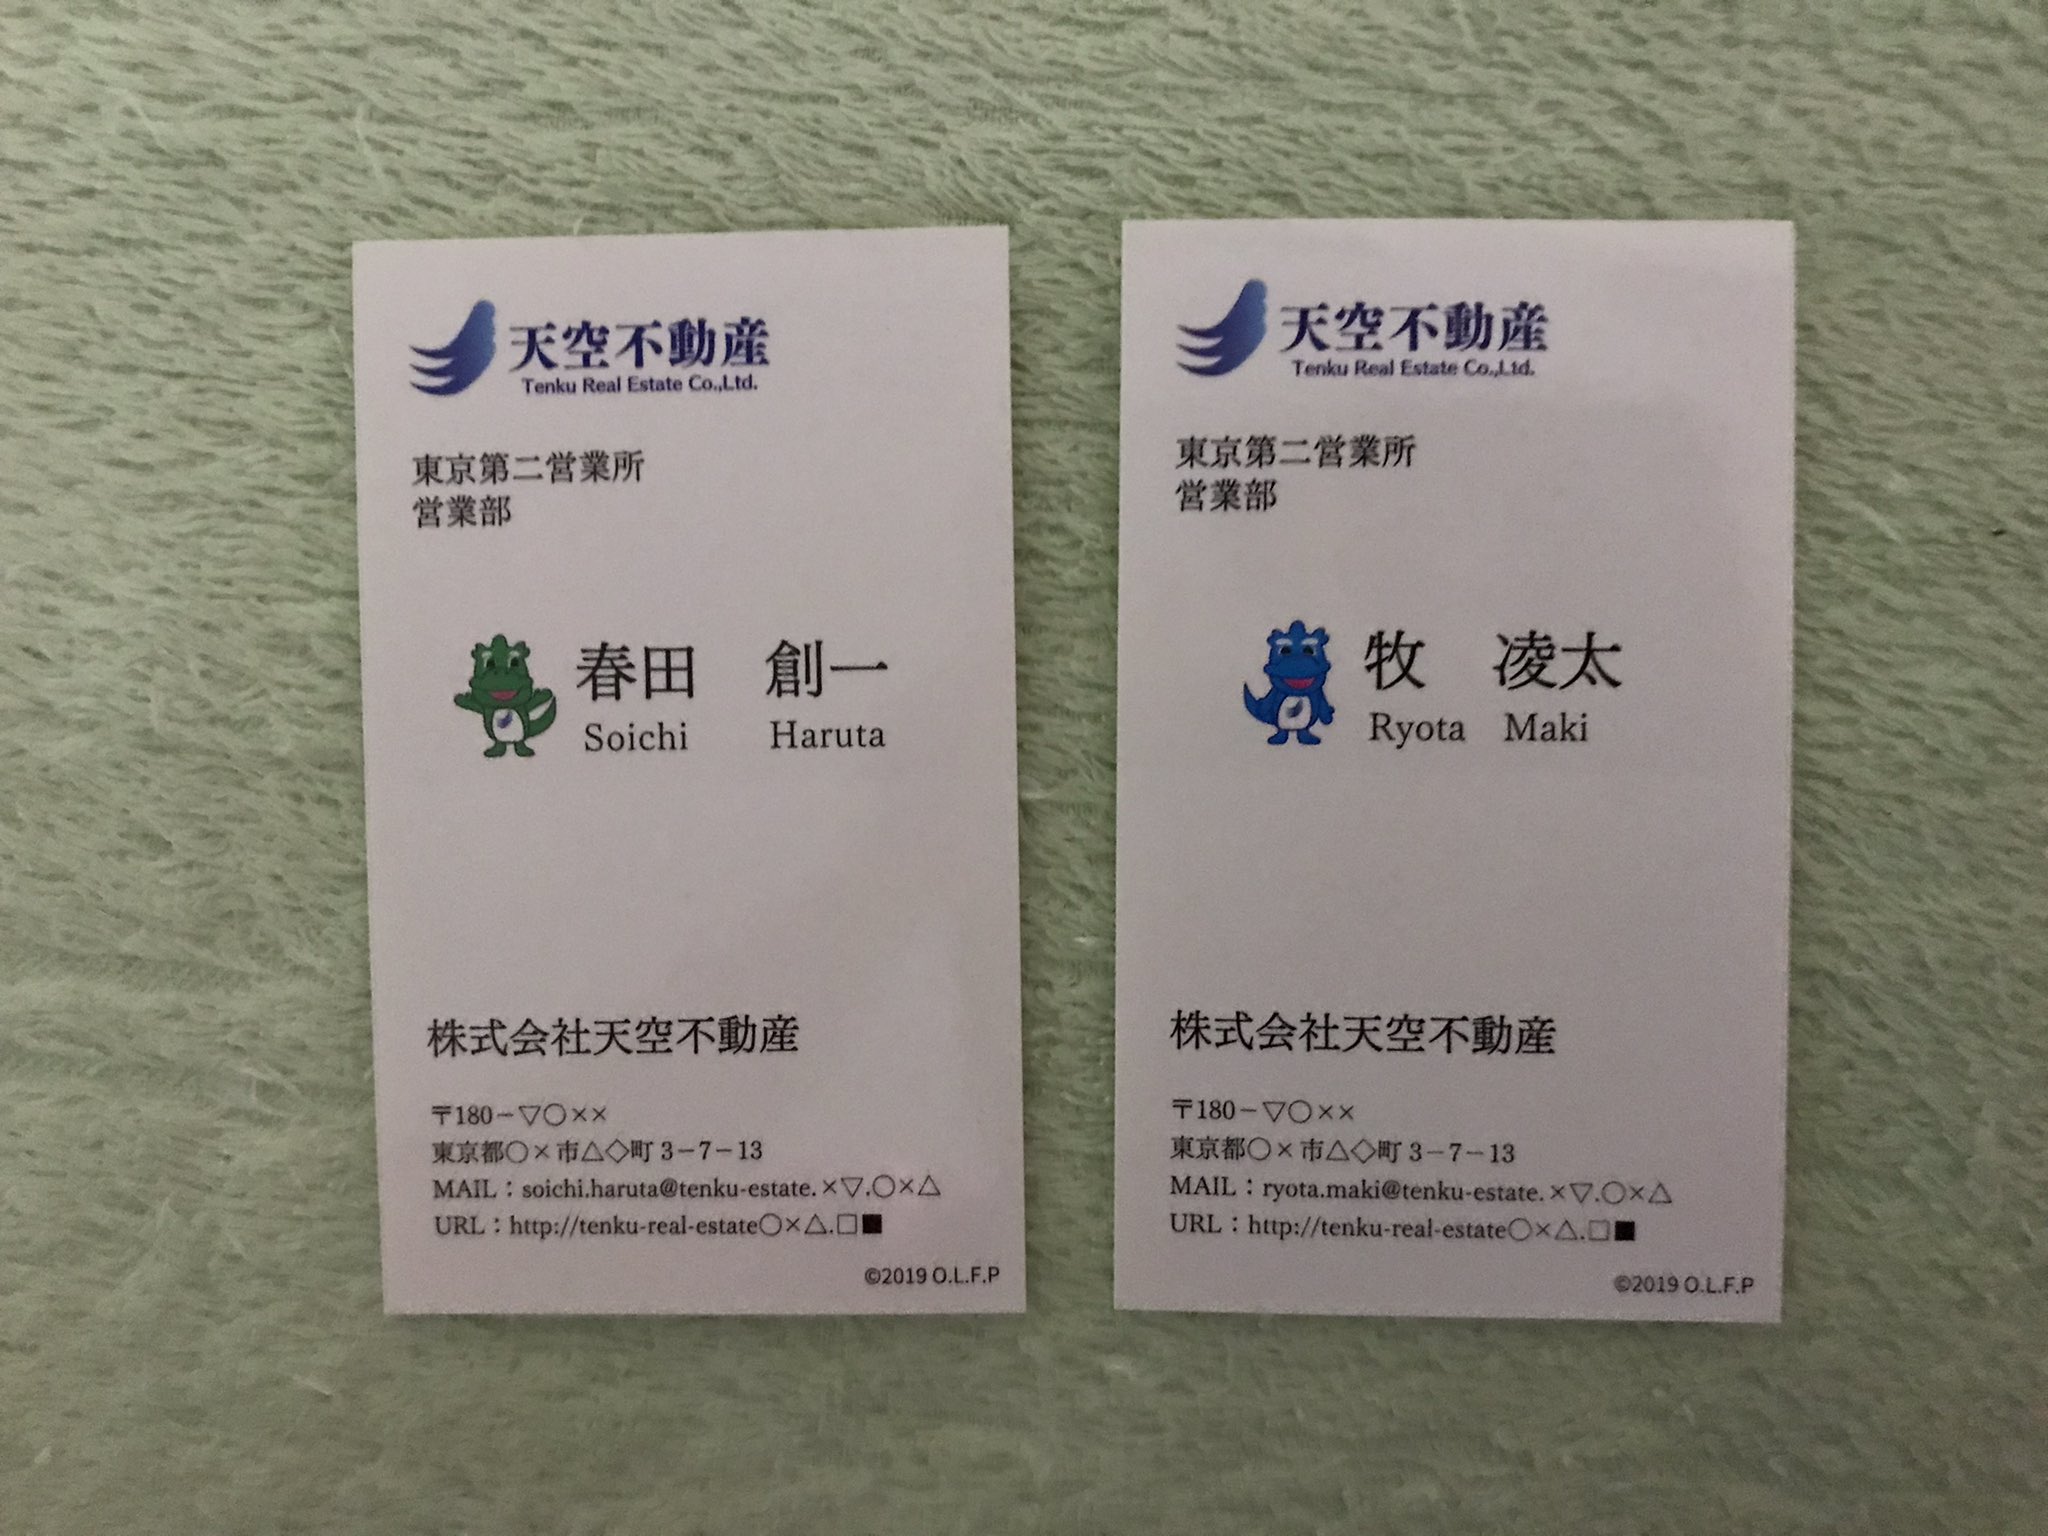 天空不動産
Tenku Real Estate Co.,Ltd.
東京第二営業所
営業部
春田 創一
Soichi Haruta
株式会社天空不動産
〒180−▽○××
東京都○×市△◇町3−7−13
MAIL：soichi.haruta@tenku-estate.×▽.○×△
URL：http://tenku-real-estate○×△.□■
©2019 O.L.F.P
天空不動産
Tenku Real Estate Co.,Ltd.
東京第二営業所
営業部
牧 凌太
Ryota Maki
株式会社天空不動産
〒180−▽○××
東京都○×市△◇町3−7−13
MAIL：ryota.maki@tenku-estate.×▽.○×△
URL：http://tenku-real-estate○×△.□■
©2019 O.L.F.P